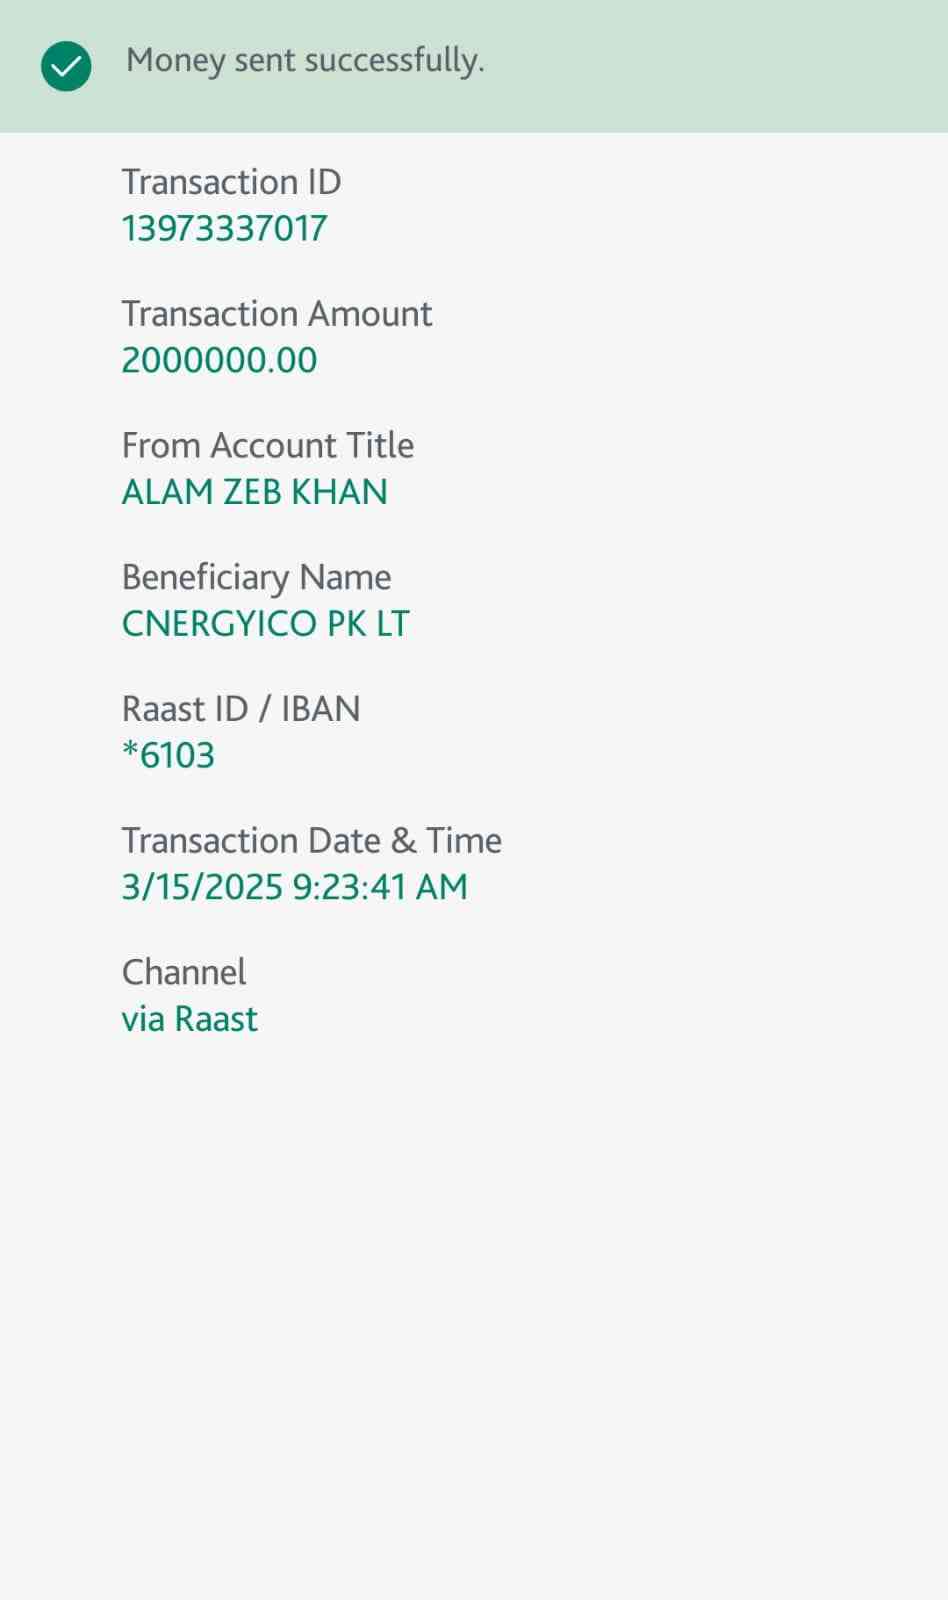 Money sent successfully.
Transaction ID
13973337017
Transaction Amount
2000000.00
From Account Title
ALAM ZEB KHAN
Beneficiary Name
CNERGYICO PK LT
Raast ID / IBAN
*6103
Transaction Date & Time
3/15/2025 9:23:41 AM
Channel
via Raast